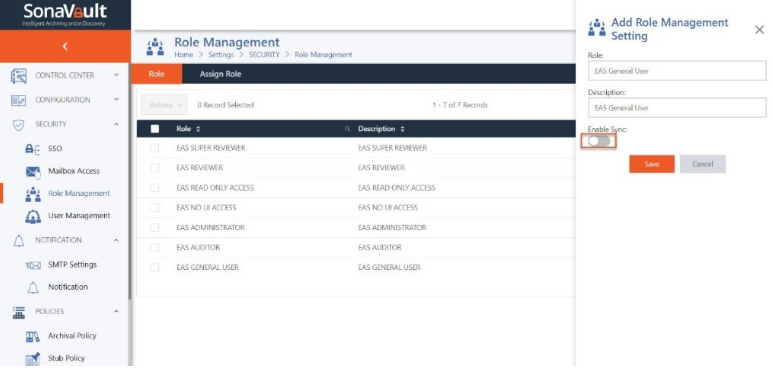 SonaVault
Intelligent Archiving and e-Discovery
CONTROL CENTER
CONFIGURATION
SECURITY
SSO
Mailbox Access
Role Management
User Management
NOTIFICATION
SMTP Settings
Notification
POLICIES
Archival Policy
Stub Policy
Role Management
Home > Settings > SECURITY > Role Management
Role Assign Role
Actions 0 Record Selected 1 - 7 of 7 Records
Role Description
EAS SUPER REVIEWER EAS SUPER REVIEWER
EAS REVIEWER EAS REVIEWER
EAS READ ONLY ACCESS EAS READ ONLY ACCESS
EAS NO UI ACCESS EAS NO UI ACCESS
EAS ADMINISTRATOR EAS ADMINISTRATOR
EAS AUDITOR EAS AUDITOR
EAS GENERAL USER EAS GENERAL USER
Add Role Management
Setting
Role:
EAS General User
Description:
EAS General User
Enable Sync:
Save Cancel